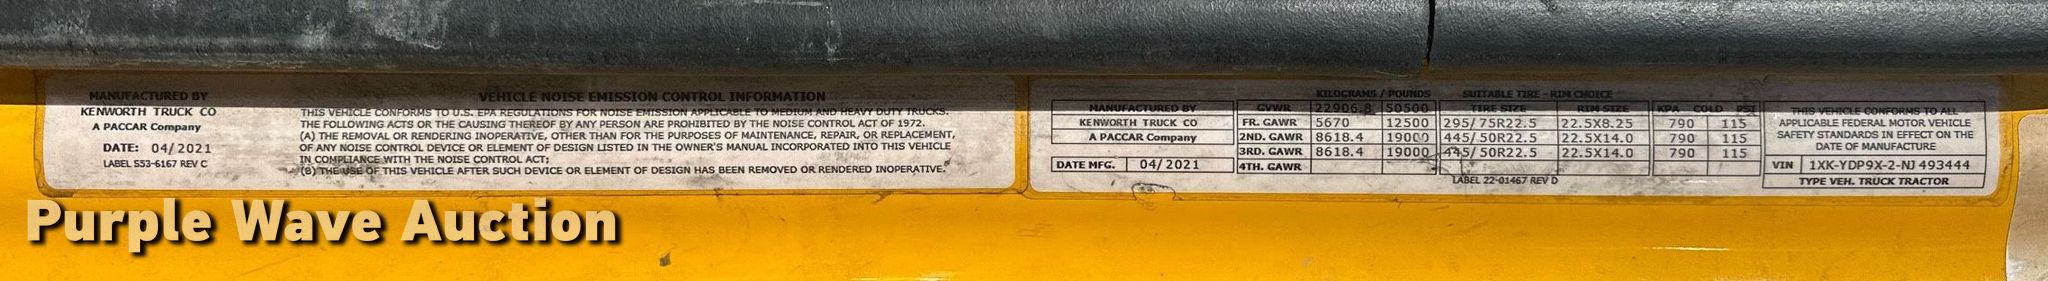 MANUFACTURED BY
KENWORTH TRUCK CO
A PACCAR Company
DATE: 04/2021
LABEL S53-6167 REV C
VEHICLE NOISE EMISSION CONTROL INFORMATION
THIS VEHICLE CONFORMS TO U.S. EPA REGULATIONS FOR NOISE EMISSION APPLICABLE TO MEDIUM AND HEAVY DUTY TRUCKS.
THE FOLLOWING ACTS OR THE CAUSING THEREOF BY ANY PERSON ARE PROHIBITED BY THE NOISE CONTROL ACT OF 1972.
(A) THE REMOVAL OR RENDERING INOPERATIVE, OTHER THAN FOR THE PURPOSES OF MAINTENANCE, REPAIR, OR REPLACEMENT,
OF ANY NOISE CONTROL DEVICE OR ELEMENT OF DESIGN LISTED IN THE OWNER'S MANUAL INCORPORATED INTO THIS VEHICLE
IN COMPLIANCE WITH THE NOISE CONTROL ACT;
(B) THE USE OF THIS VEHICLE AFTER SUCH DEVICE OR ELEMENT OF DESIGN HAS BEEN REMOVED OR RENDERED INOPERATIVE.
MANUFACTURED BY
KENWORTH TRUCK CO
A PACCAR Company
DATE MFG. 04/2021
KILOGRAMS / POUNDS SUITABLE TIRE - RIM CHOICE
GVWR 22906.8 50500 TIRE SIZE RIM SIZE KPA COLD PSI
FR. GAWR 5670 12500 295/75R22.5 22.5X8.25 790 115
2ND. GAWR 8618.4 19000 445/50R22.5 22.5X14.0 790 115
3RD. GAWR 8618.4 19000 445/50R22.5 22.5X14.0 790 115
4TH. GAWR
LABEL 22-01467 REV D
THIS VEHICLE CONFORMS TO ALL
APPLICABLE FEDERAL MOTOR VEHICLE
SAFETY STANDARDS IN EFFECT ON THE
DATE OF MANUFACTURE
VIN 1XK-YDP9X-2-NJ 493444
TYPE VEH. TRUCK TRACTOR
Purple Wave Auction